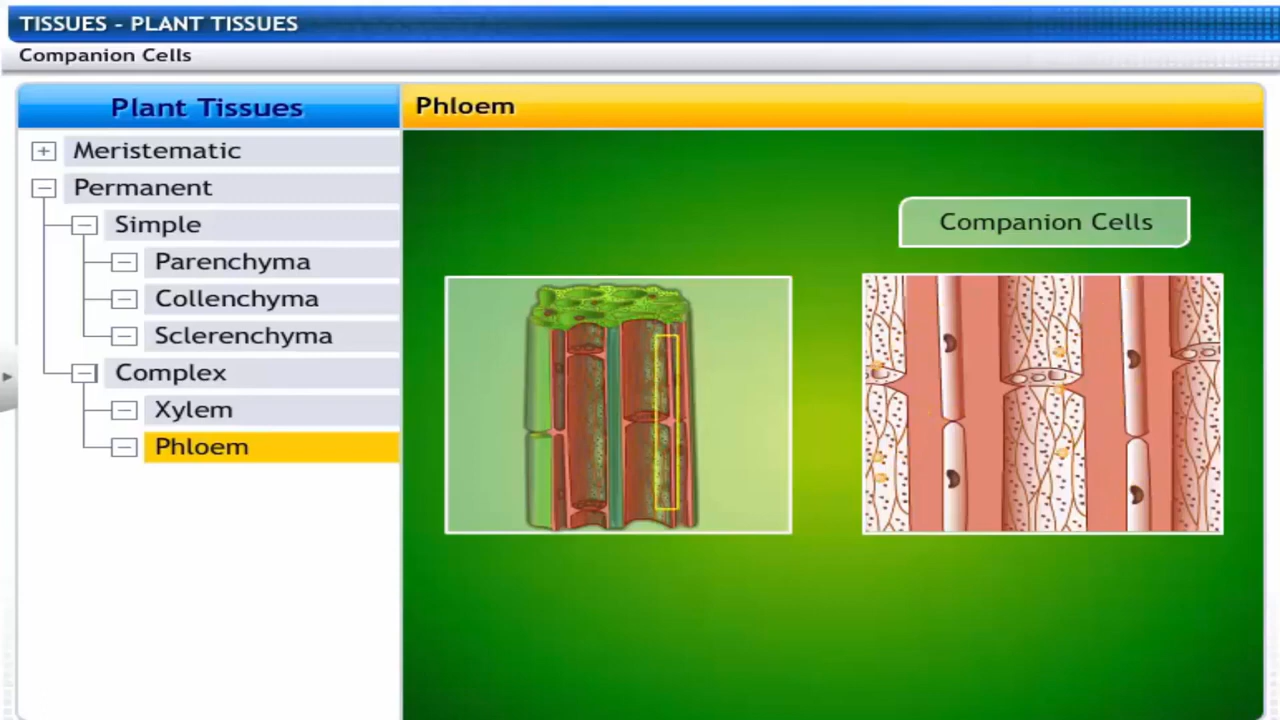 TISSUES - PLANT TISSUES
Companion Cells
Plant Tissues
Meristematic
Permanent
Simple
Parenchyma
Collenchyma
Sclerenchyma
Complex
Xylem
Phloem
Phloem
Companion Cells